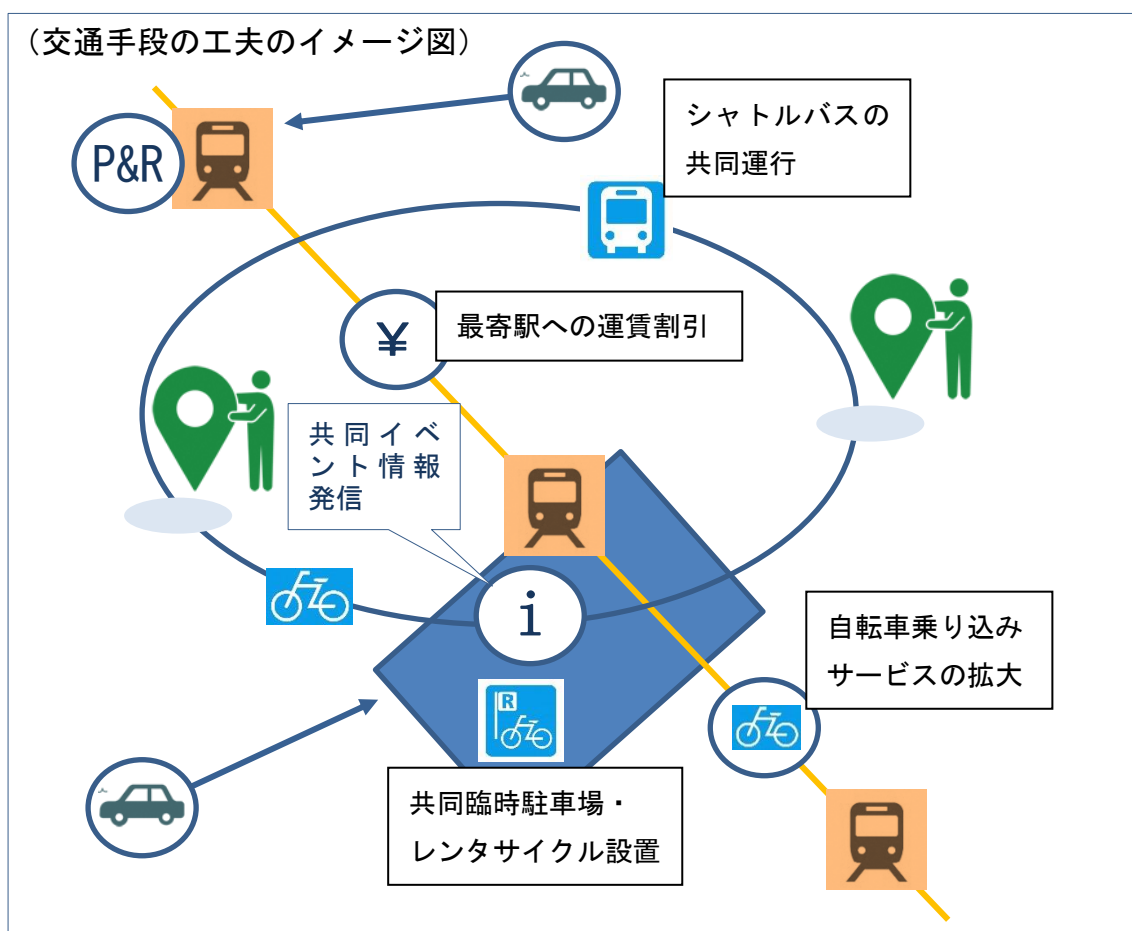 （交通手段の工夫のイメージ図）
シャトルバスの
共同運行
P&R
¥
最寄駅への運賃割引
共同イベ
ント情報
発信
i
自転車乗り込み
サービスの拡大
R
共同臨時駐車場・
レンタサイクル設置